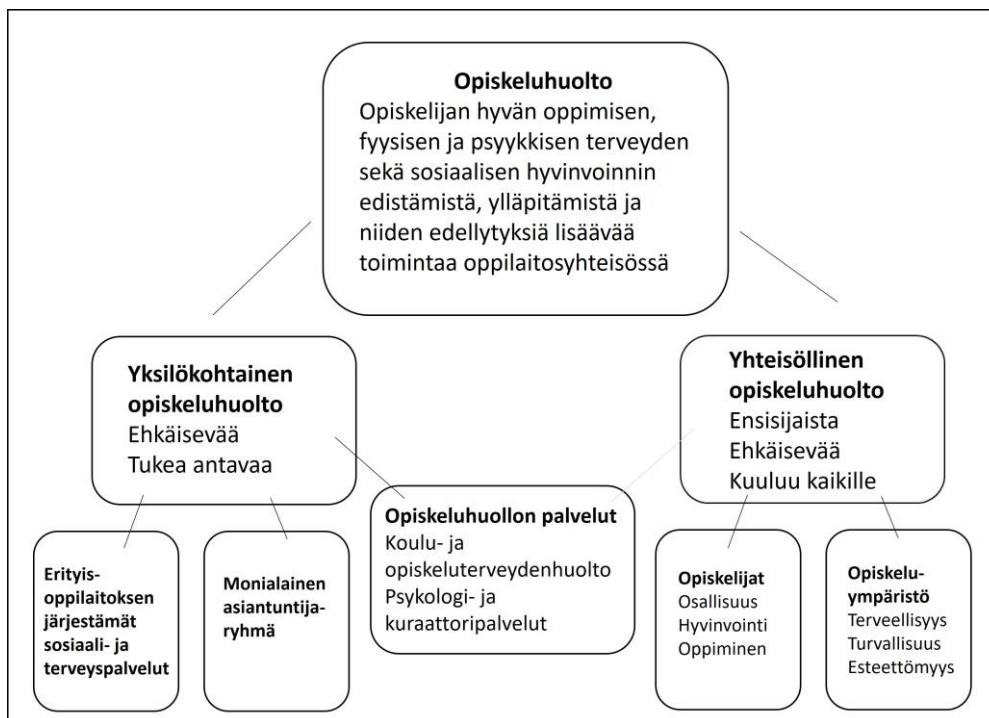 Opiskeluhuolto
Opiskelijan hyvän oppimisen,
fyysisen ja psyykkisen terveyden
sekä sosiaalisen hyvinvoinnin
edistämistä, ylläpitämistä ja
niiden edellytyksiä lisäävää
toimintaa oppilaitosyhteisössä
Yksilökohtainen
opiskeluhuolto
Ehkäisevää
Tukea antavaa
Yhteisöllinen
opiskeluhuolto
Ensisijaista
Ehkäisevää
Kuuluu kaikille
Erityis-
oppilaitoksen
järjestämät
sosiaali- ja
terveyspalvelut
Monialainen
asiantuntija-
ryhmä
Opiskeluhuollon palvelut
Koulu- ja
opiskeluterveydenhuolto
Psykologi- ja
kuraattoripalvelut
Opiskelijat
Osallisuus
Hyvinvointi
Oppiminen
Opiskelu-
ympäristö
Terveellisyys
Turvallisuus
Esteettömyys